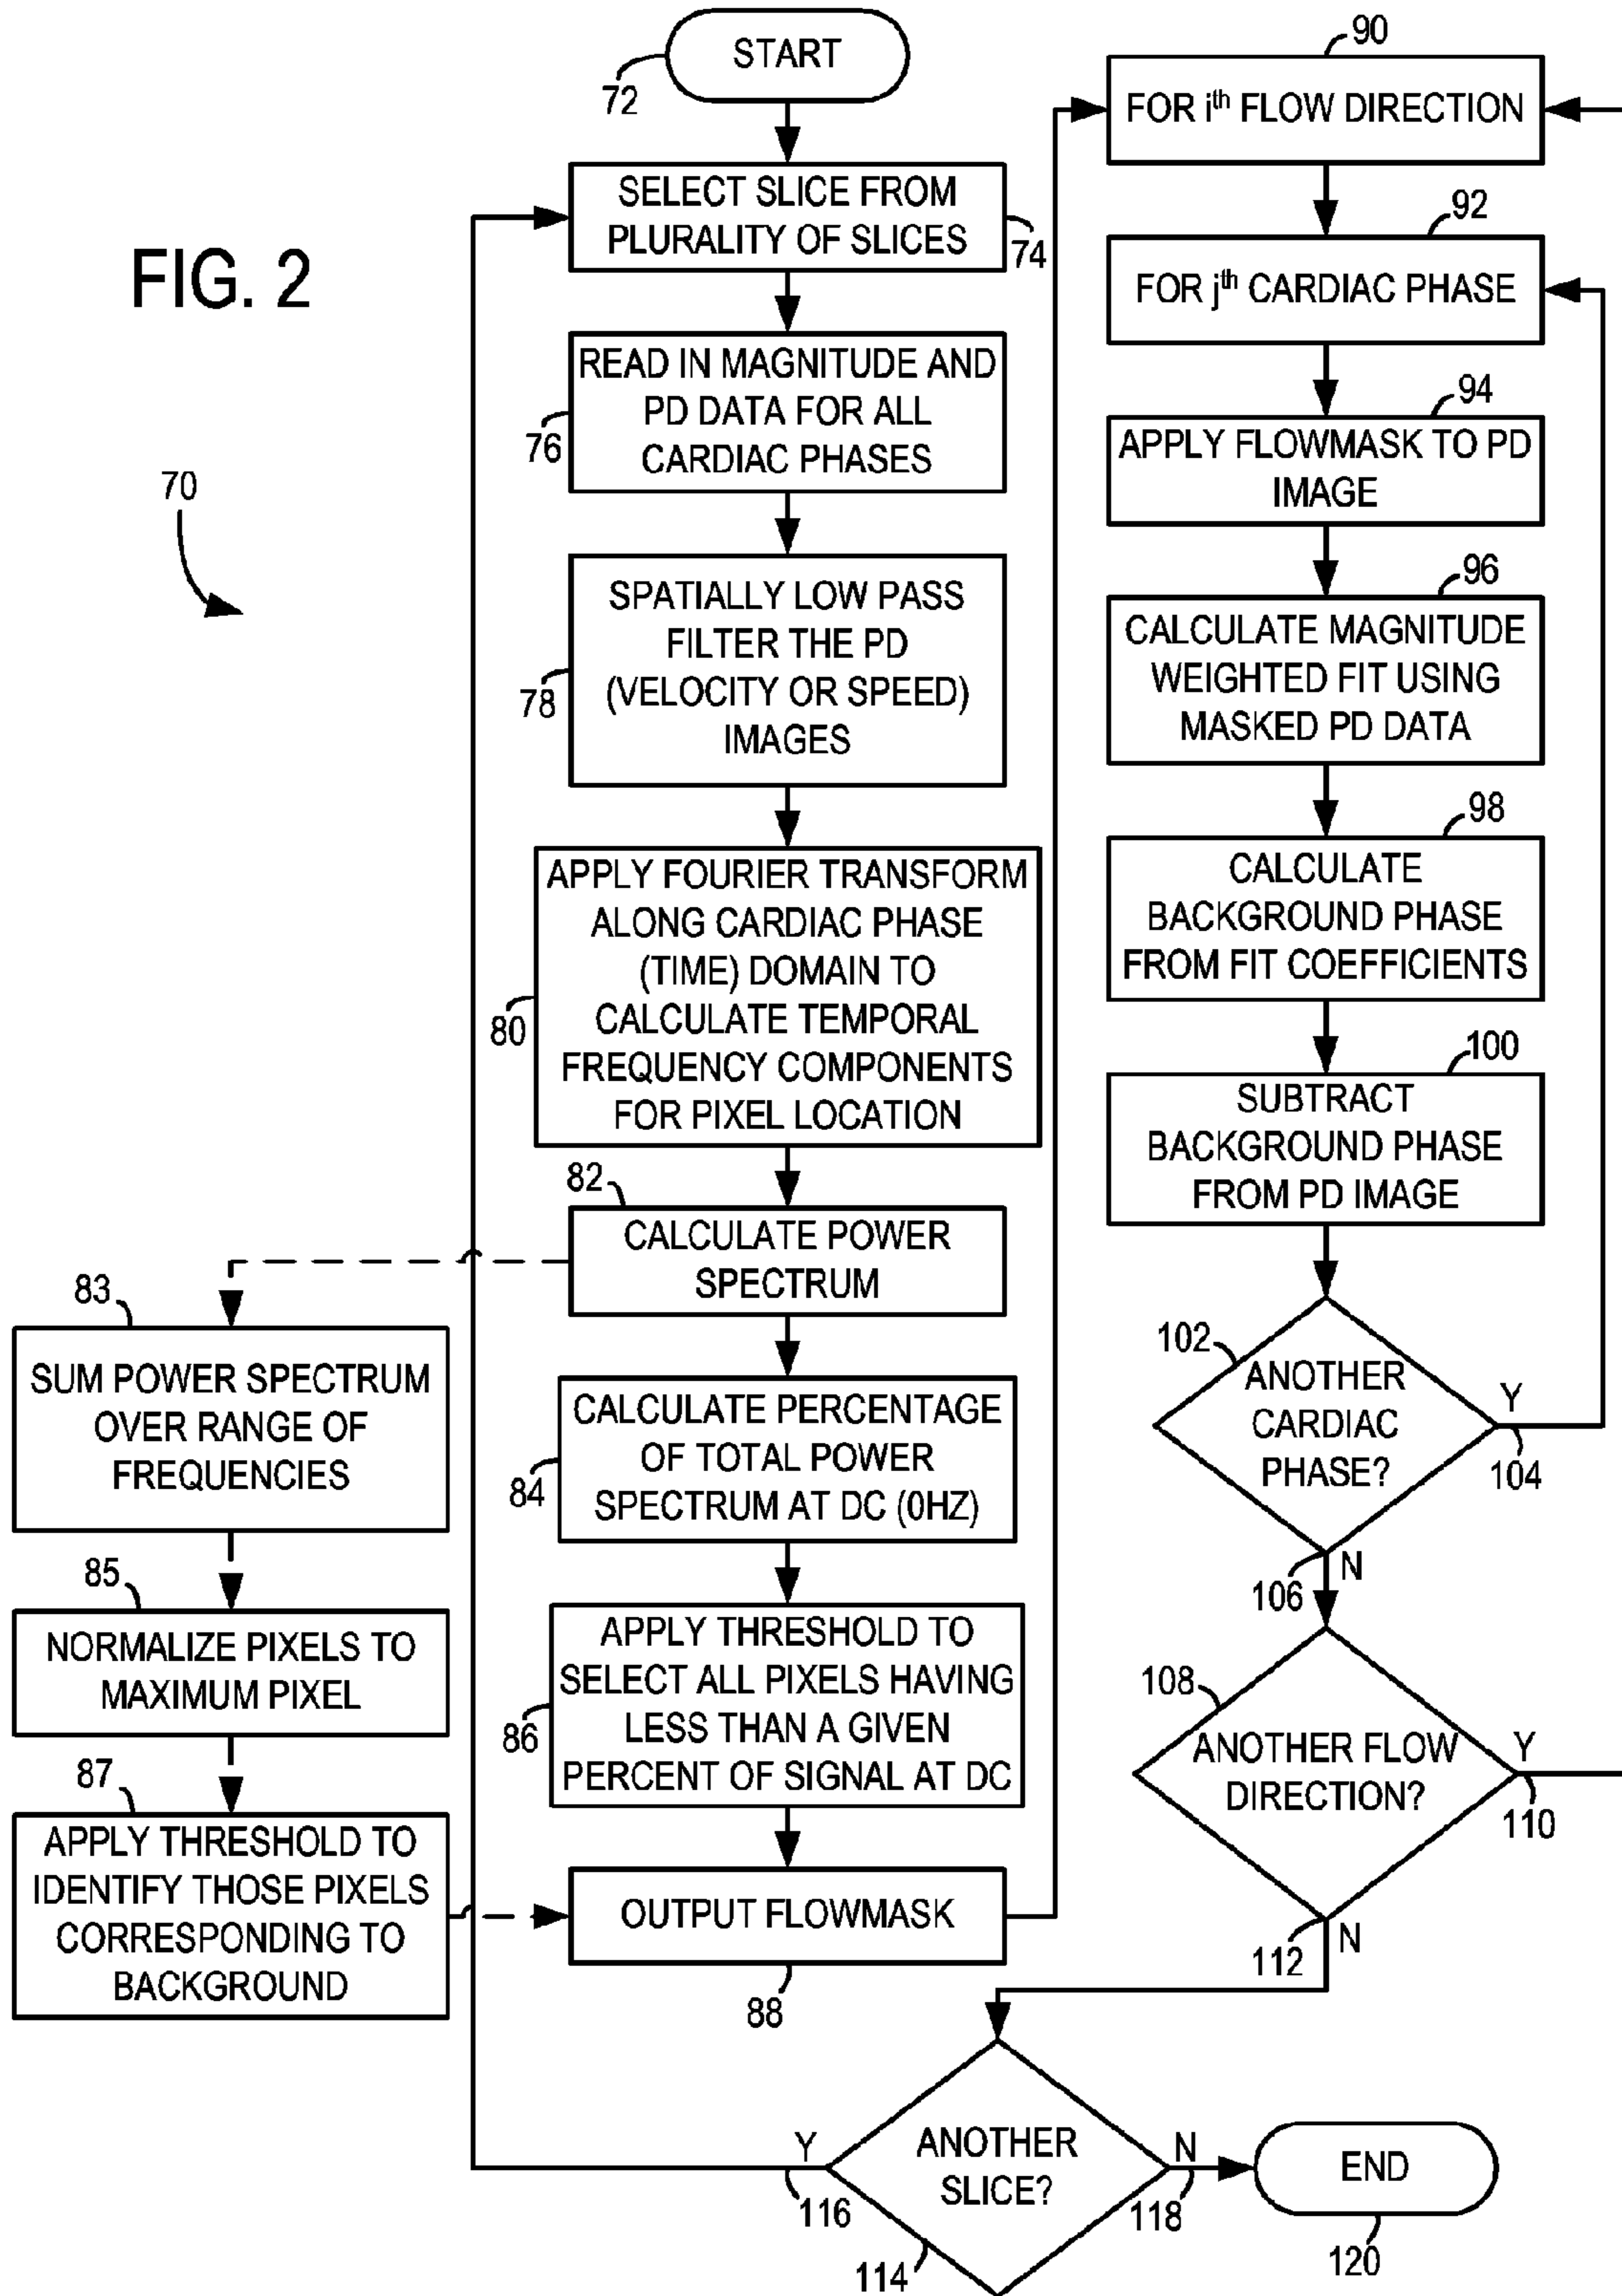 FIG. 2
70
START
72
SELECT SLICE FROM
PLURALITY OF SLICES
74
READ IN MAGNITUDE AND
PD DATA FOR ALL
CARDIAC PHASES
76
SPATIALLY LOW PASS
FILTER THE PD
(VELOCITY OR SPEED)
IMAGES
78
APPLY FOURIER TRANSFORM
ALONG CARDIAC PHASE
(TIME) DOMAIN TO
CALCULATE TEMPORAL
FREQUENCY COMPONENTS
FOR PIXEL LOCATION
80
82
CALCULATE POWER
SPECTRUM
83
SUM POWER SPECTRUM
OVER RANGE OF
FREQUENCIES
85
NORMALIZE PIXELS TO
MAXIMUM PIXEL
87
APPLY THRESHOLD TO
IDENTIFY THOSE PIXELS
CORRESPONDING TO
BACKGROUND
CALCULATE PERCENTAGE
OF TOTAL POWER
SPECTRUM AT DC (0HZ)
84
APPLY THRESHOLD TO
SELECT ALL PIXELS HAVING
LESS THAN A GIVEN
PERCENT OF SIGNAL AT DC
86
OUTPUT FLOWMASK
88
90
FOR ith FLOW DIRECTION
92
FOR jth CARDIAC PHASE
94
APPLY FLOWMASK TO PD
IMAGE
96
CALCULATE MAGNITUDE
WEIGHTED FIT USING
MASKED PD DATA
98
CALCULATE
BACKGROUND PHASE
FROM FIT COEFFICIENTS
100
SUBTRACT
BACKGROUND PHASE
FROM PD IMAGE
102
ANOTHER
CARDIAC
PHASE?
Y
104
N
106
108
ANOTHER FLOW
DIRECTION?
Y
110
N
112
ANOTHER
SLICE?
114
Y
116
N
118
END
120